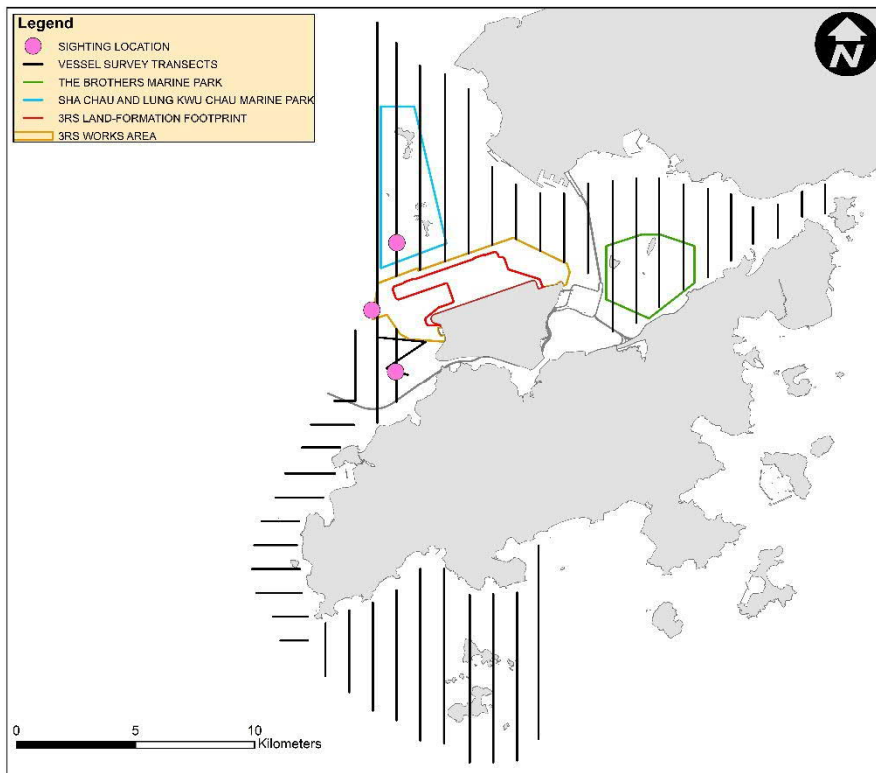 Legend
SIGHTING LOCATION
VESSEL SURVEY TRANSECTS
THE BROTHERS MARINE PARK
SHA CHAU AND LUNG KWU CHAU MARINE PARK
3RS LAND-FORMATION FOOTPRINT
3RS WORKS AREA
N
0 5 10
Kilometers